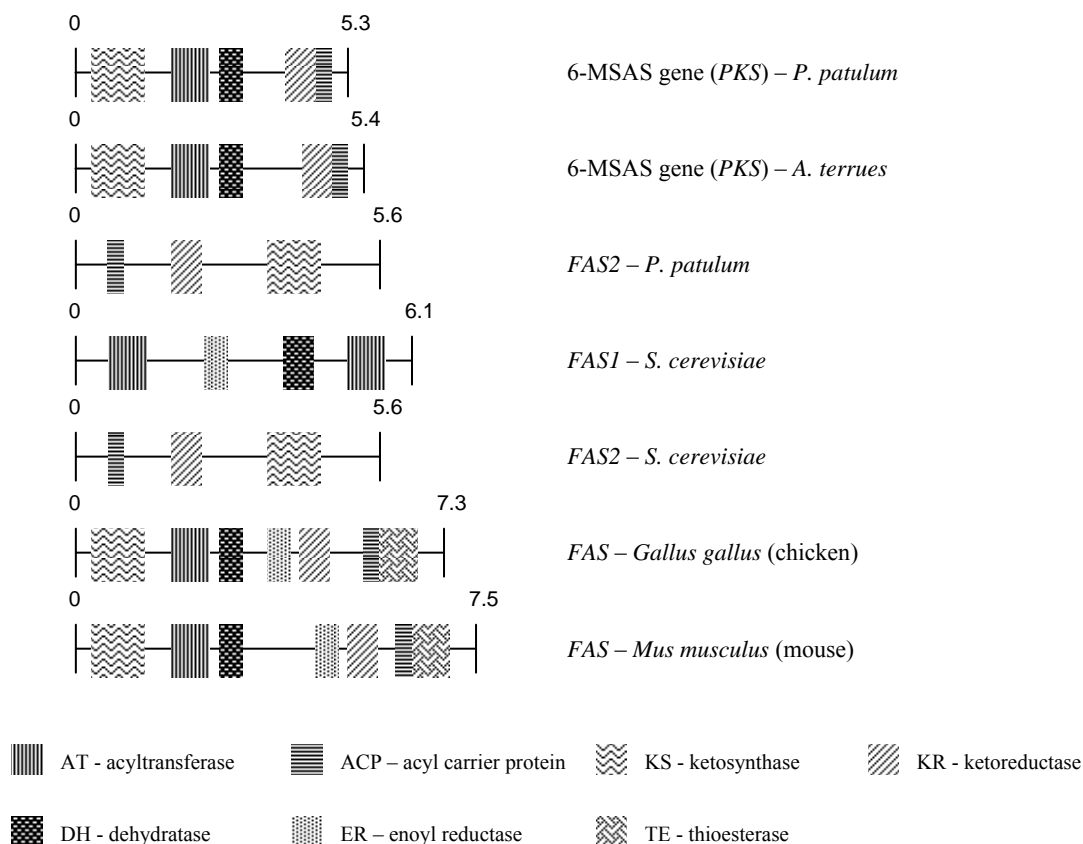 0 5.3
6-MSAS gene (PKS) – P. patulum
0 5.4
6-MSAS gene (PKS) – A. terrues
0 5.6
FAS2 – P. patulum
0 6.1
FAS1 – S. cerevisiae
0 5.6
FAS2 – S. cerevisiae
0 7.3
FAS – Gallus gallus (chicken)
0 7.5
FAS – Mus musculus (mouse)
AT - acyltransferase ACP – acyl carrier protein KS - ketosynthase KR - ketoreductase
DH - dehydratase ER – enoyl reductase TE - thioesterase